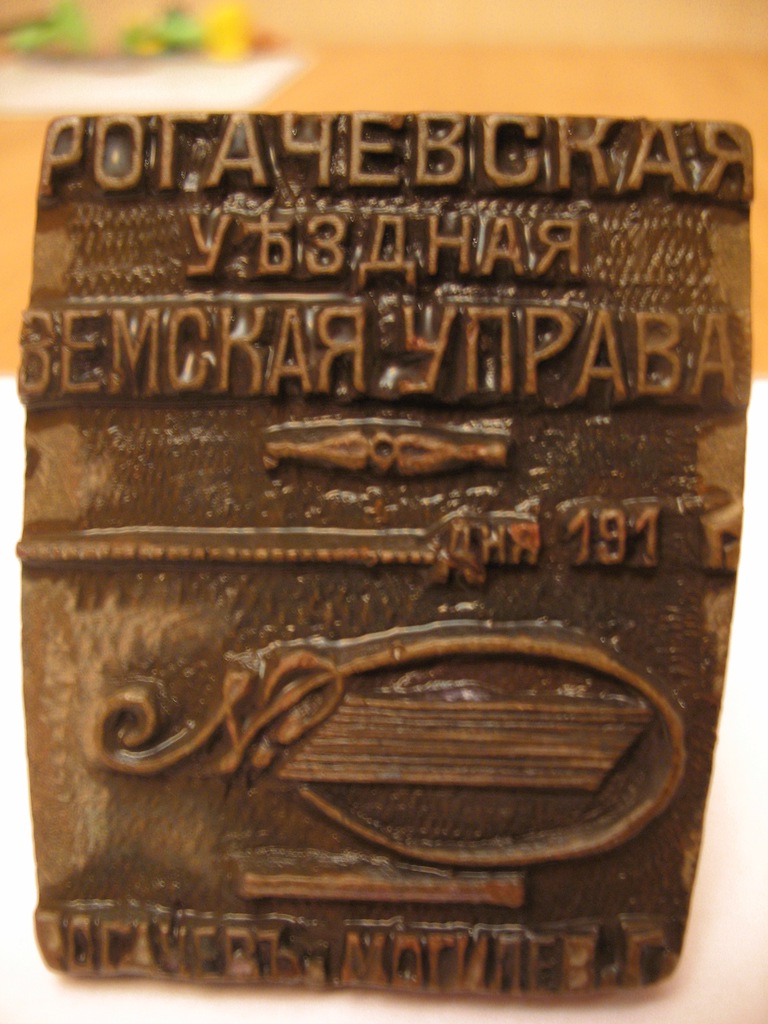 РОГАЧЕВСКАЯ
УѢЗДНАЯ
ЗЕМСКАЯ УПРАВА
ДНЯ 191 Г.
№
РОГАЧЕВЪ, МОГИЛЕВ. Г.